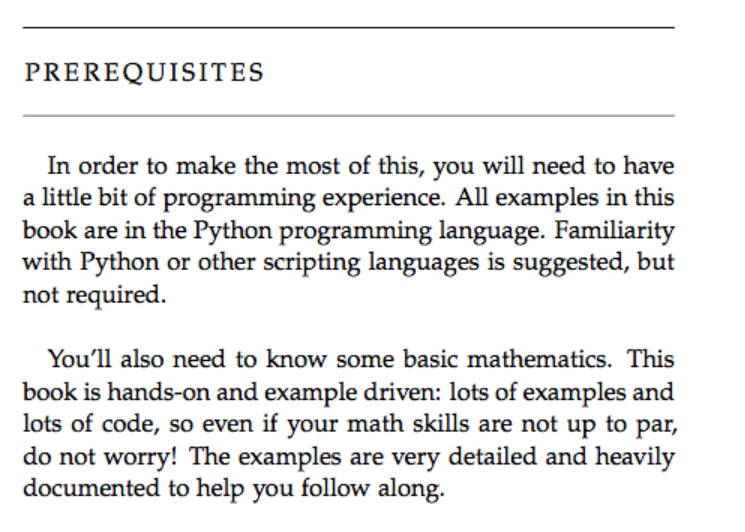 PREREQUISITES
In order to make the most of this, you will need to have
a little bit of programming experience. All examples in this
book are in the Python programming language. Familiarity
with Python or other scripting languages is suggested, but
not required.
You'll also need to know some basic mathematics. This
book is hands-on and example driven: lots of examples and
lots of code, so even if your math skills are not up to par,
do not worry! The examples are very detailed and heavily
documented to help you follow along.